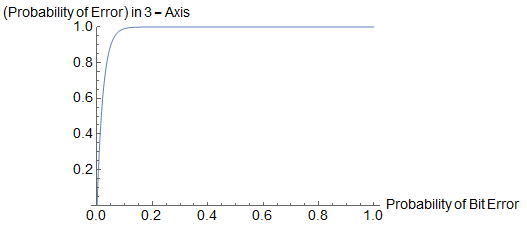 (Probability of Error) in 3 – Axis
1.0
0.8
0.6
0.4
0.2
0.0 0.2 0.4 0.6 0.8 1.0
Probability of Bit Error